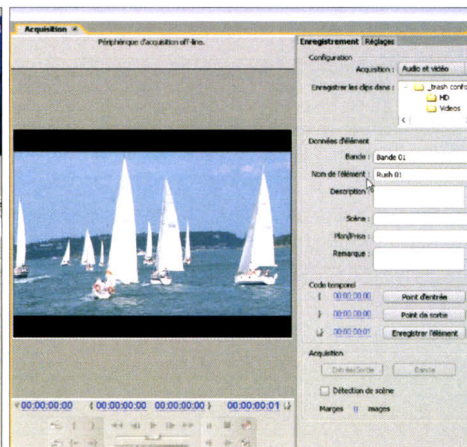 Acquisition ×
Périphérique d'acquisition off-line.
Enregistrement Réglages
Configuration
Acquisition : Audio et vidéo
Enregistrer les clips dans : _trash confo
HD
Videos
Données d'élément
Bande : Bande 01
Nom de l'élément : Rush 01
Description :
Scène :
Plan/Prise :
Remarque :
Code temporel
{ 00:00:00:00 Point d'entrée
} 00:00:00:00 Point de sortie
{} 00:00:00:01 Enregistrer l'élément
Acquisition
Entrée/Sortie Bande
Détection de scène
Marges 0 images
00:00:00:00 { 00:00:00:00 00:00:00:00 } 00:00:00:01 {}